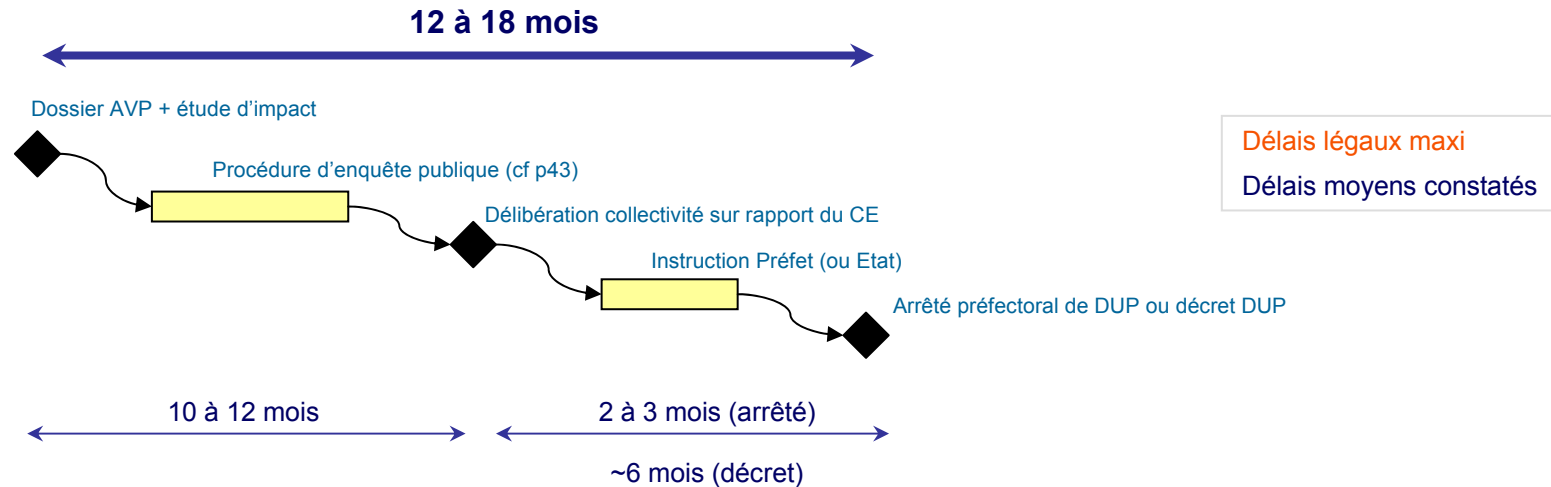 12 à 18 mois
Dossier AVP + étude d’impact
Délais légaux maxi
Procédure d’enquête publique (cf p43)
Délais moyens constatés
Délibération collectivité sur rapport du CE
Instruction Préfet (ou Etat)
Arrêté préfectoral de DUP ou décret DUP
10 à 12 mois
2 à 3 mois (arrêté)
~6 mois (décret)